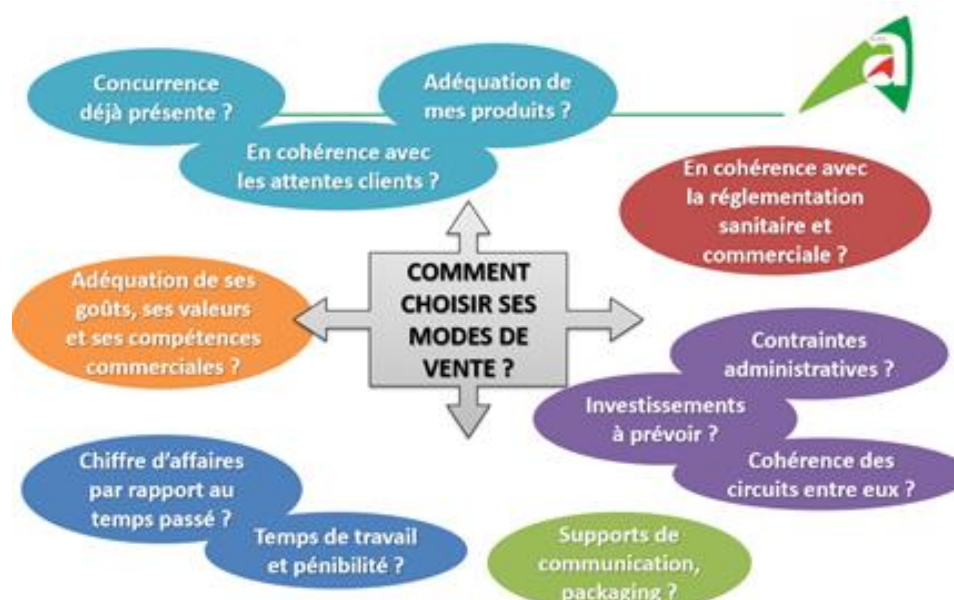 Concurrence
déjà présente ?
Adéquation de
mes produits ?
En cohérence avec
les attentes clients ?
En cohérence avec
la réglementation
sanitaire et
commerciale ?
COMMENT
CHOISIR SES
MODES DE
VENTE ?
Adéquation de ses
goûts, ses valeurs
et ses compétences
commerciales ?
Contraintes
administratives ?
Investissements
à prévoir ?
Cohérence des
circuits entre eux ?
Chiffre d'affaires
par rapport au
temps passé ?
Temps de travail
et pénibilité ?
Supports de
communication,
packaging ?